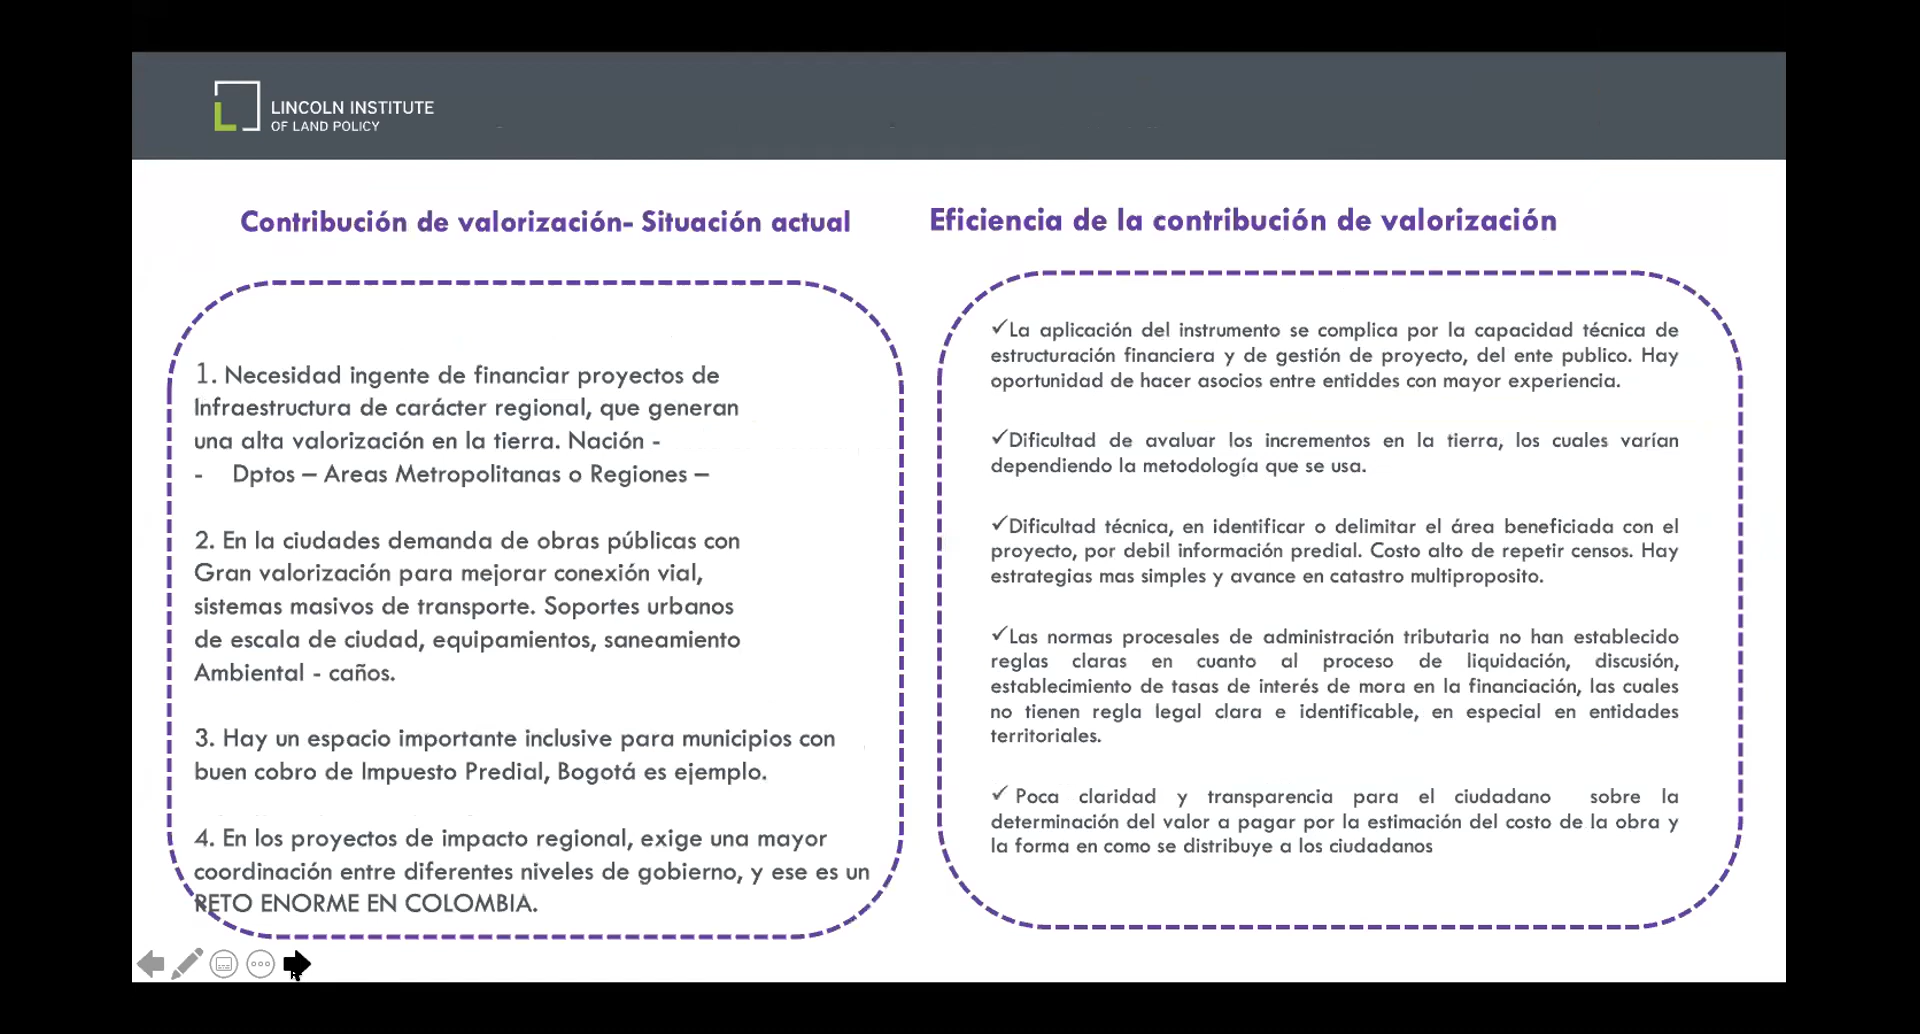 LINCOLN INSTITUTE
OF LAND POLICY
Contribución de valorización- Situación actual
1. Necesidad ingente de financiar proyectos de
Infraestructura de carácter regional, que generan
una alta valorización en la tierra. Nación -
- Dptos – Areas Metropolitanas o Regiones –
2. En la ciudades demanda de obras públicas con
Gran valorización para mejorar conexión vial,
sistemas masivos de transporte. Soportes urbanos
de escala de ciudad, equipamientos, saneamiento
Ambiental - caños.
3. Hay un espacio importante inclusive para municipios con
buen cobro de Impuesto Predial, Bogotá es ejemplo.
4. En los proyectos de impacto regional, exige una mayor
coordinación entre diferentes niveles de gobierno, y ese es un
RETO ENORME EN COLOMBIA.
Eficiencia de la contribución de valorización
✓La aplicación del instrumento se complica por la capacidad técnica de
estructuración financiera y de gestión de proyecto, del ente publico. Hay
oportunidad de hacer asocios entre entiddes con mayor experiencia.
✓Dificultad de avaluar los incrementos en la tierra, los cuales varían
dependiendo la metodología que se usa.
✓Dificultad técnica, en identificar o delimitar el área beneficiada con el
proyecto, por debil información predial. Costo alto de repetir censos. Hay
estrategias mas simples y avance en catastro multiproposito.
✓Las normas procesales de administración tributaria no han establecido
reglas claras en cuanto al proceso de liquidación, discusión,
establecimiento de tasas de interés de mora en la financiación, las cuales
no tienen regla legal clara e identificable, en especial en entidades
territoriales.
✓ Poca claridad y transparencia para el ciudadano sobre la
determinación del valor a pagar por la estimación del costo de la obra y
la forma en como se distribuye a los ciudadanos